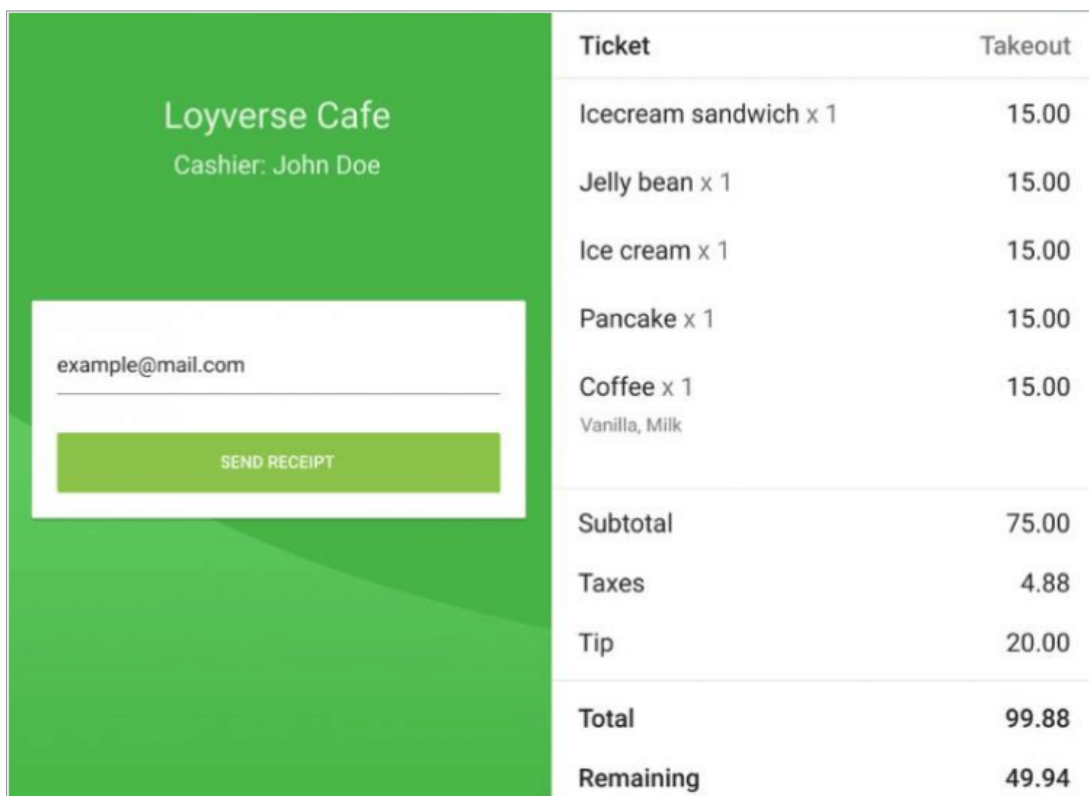 Loyverse Cafe
Cashier: John Doe
example@mail.com
SEND RECEIPT
Ticket Takeout
Icecream sandwich x 1 15.00
Jelly bean x 1 15.00
Ice cream x 1 15.00
Pancake x 1 15.00
Coffee x 1 15.00
Vanilla, Milk
Subtotal 75.00
Taxes 4.88
Tip 20.00
Total 99.88
Remaining 49.94